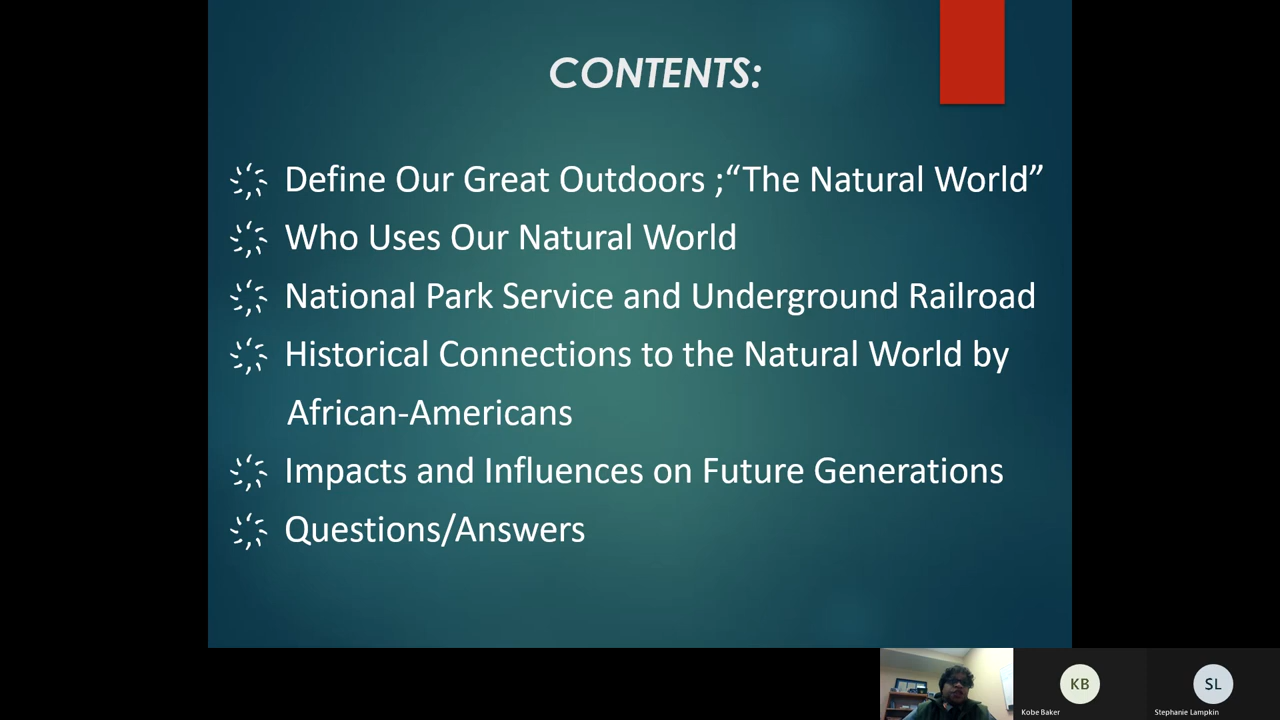 CONTENTS:
Define Our Great Outdoors ;“The Natural World”
Who Uses Our Natural World
National Park Service and Underground Railroad
Historical Connections to the Natural World by
African-Americans
Impacts and Influences on Future Generations
Questions/Answers
KB
SL
Kobe Baker
Stephanie Lampkin